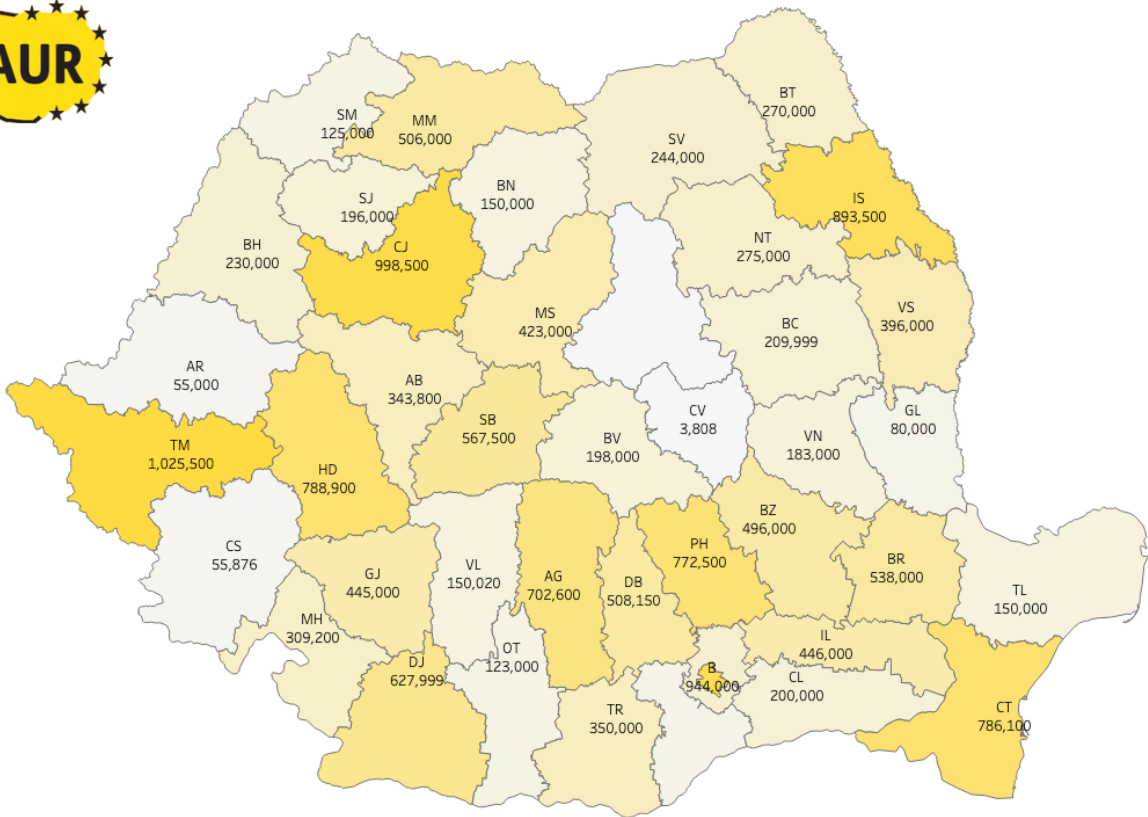 AUR
BT
270,000
SM
125,000
MM
506,000
SV
244,000
BN
150,000
SJ
196,000
IS
893,500
BH
230,000
CJ
998,500
NT
275,000
MS
423,000
VS
396,000
BC
209,999
AR
55,000
AB
343,800
SB
567,500
CV
3,808
GL
80,000
BV
198,000
VN
183,000
TM
1,025,500
HD
788,900
BZ
496,000
CS
55,876
PH
772,500
BR
538,000
GJ
445,000
VL
150,020
AG
702,600
DB
508,150
TL
150,000
MH
309,200
IL
446,000
OT
123,000
DJ
627,999
B
944,000
CL
200,000
TR
350,000
CT
786,100